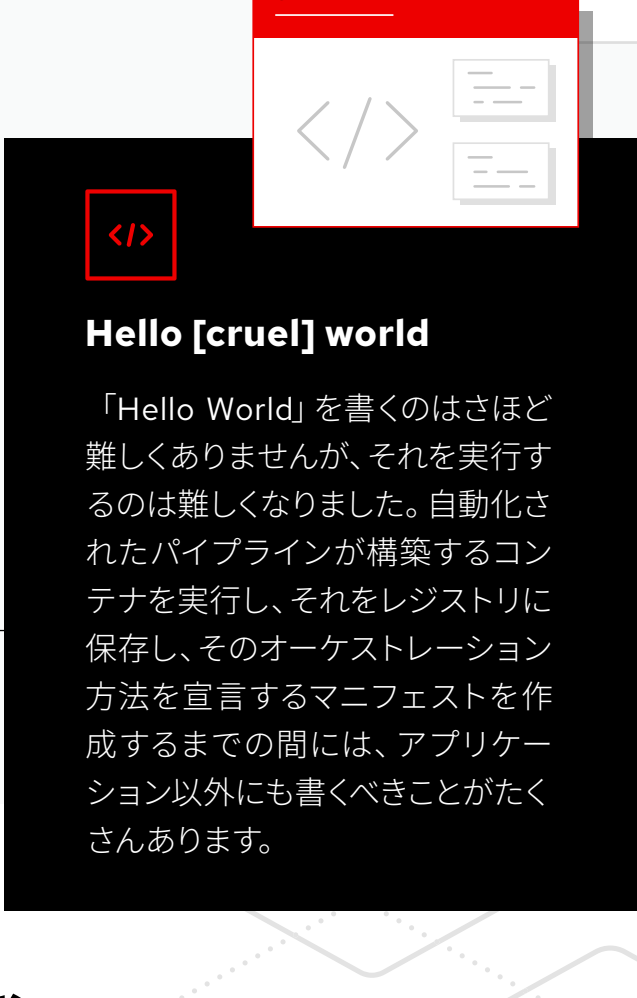 </>
</>
Hello [cruel] world
「Hello World」を書くのはさほど
難しくありませんが、それを実行す
るのは難しくなりました。自動化さ
れたパイプラインが構築するコン
テナを実行し、それをレジストリに
保存し、そのオーケストレーション
方法を宣言するマニフェストを作
成するまでの間には、アプリケー
ション以外にも書くべきことがたく
さんあります。